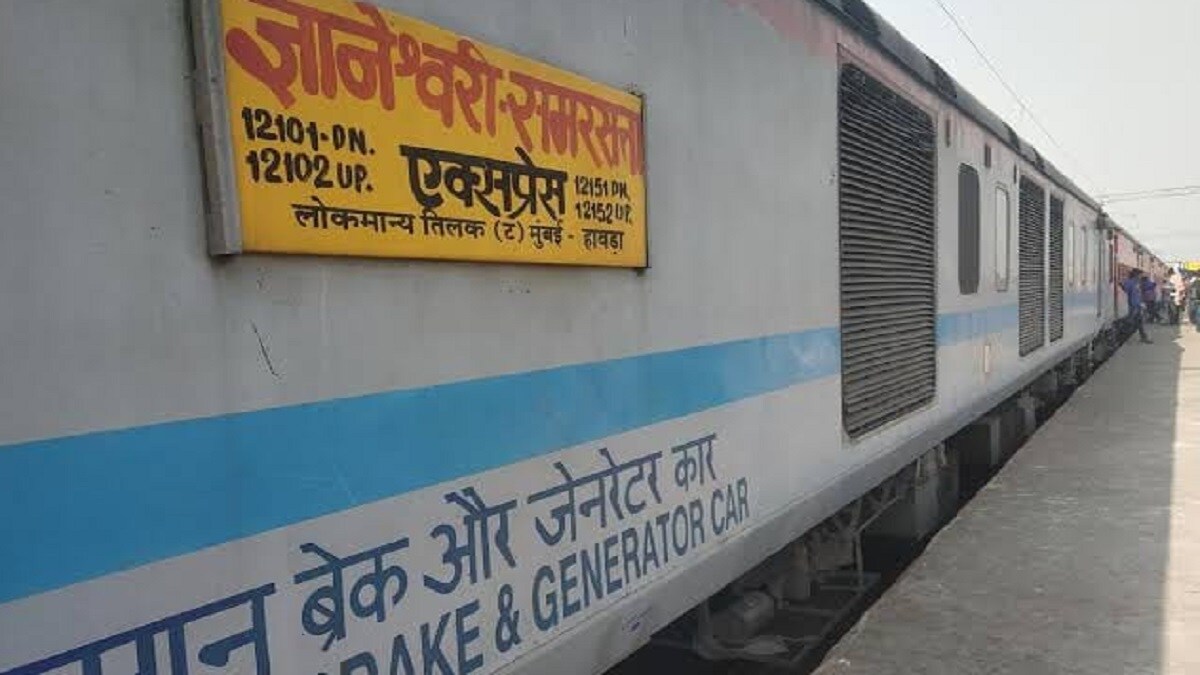 ज्ञानेश्वरी-समरसत्ता
12101-DN.
12102 UP.
एक्सप्रेस
12151 DN.
12152 UP.
लोकमान्य तिलक (ट) मुंबई - हावड़ा
ब्रेक और जेनरेटर कार
& GENERATOR CAR